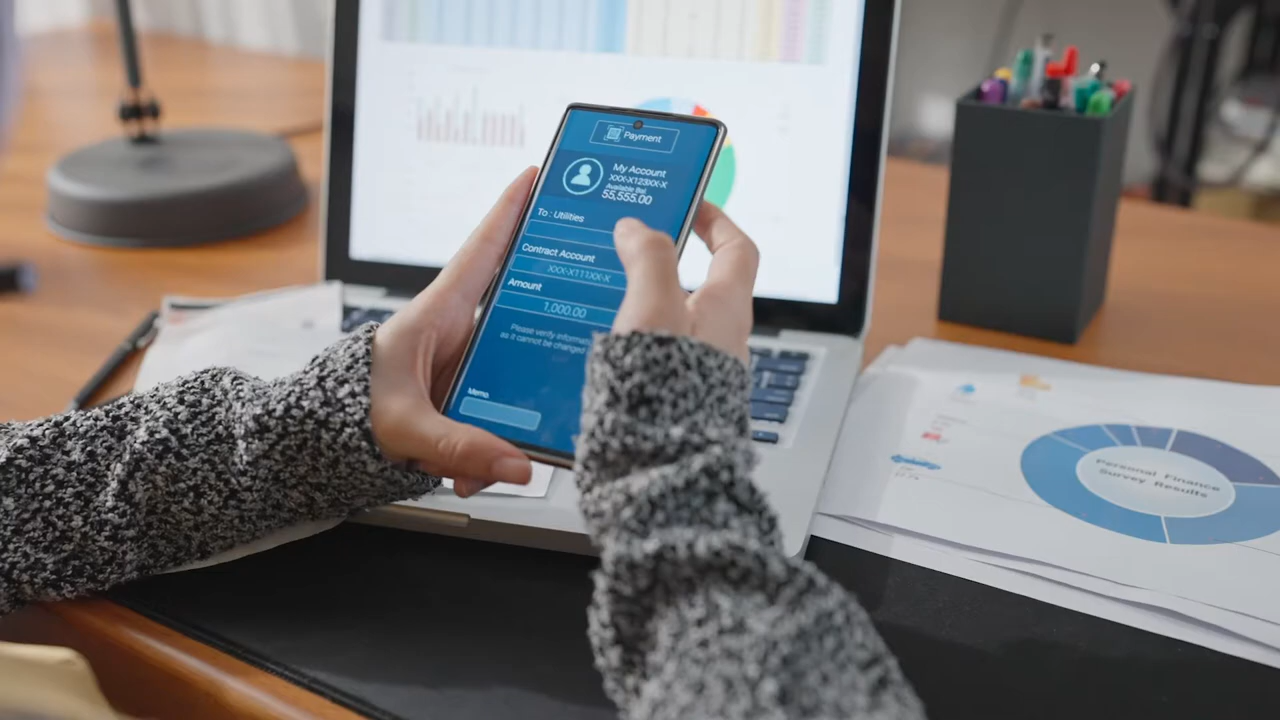 Payment
My Account
XXX-X123XX-X
Available Bal
55,555.00
To : Utilities
Contract Account
XXX-X111XX-X
Amount
1,000.00
Please verify
as it cannot be changed
Memo
Personal Finance
Survey Results